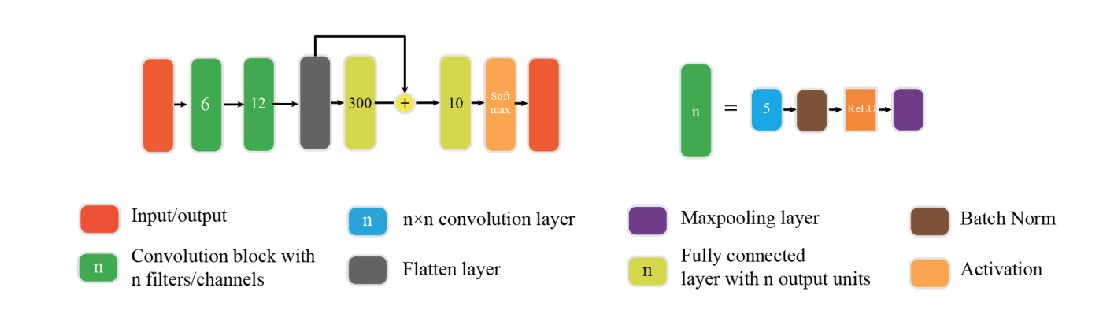 6
12
300
+
10
Soft
max
n
=
5
ReLU
Input/output
n
n×n convolution layer
Maxpooling layer
Batch Norm
n
Convolution block with
n filters/channels
Flatten layer
n
Fully connected
layer with n output units
Activation